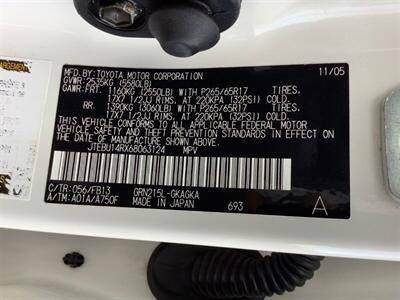 MFD. BY: TOYOTA MOTOR CORPORATION 11/05
GVWR: 2535KG (5580LB)
GAWR: FRT. 1160KG (2550LB) WITH P265/65R17 TIRES,
17X7 1/2JJ RIMS, AT 220KPA (32PSI) COLD.
RR. 1390KG (3060LB) WITH P265/65R17 TIRES,
17X7 1/2JJ RIMS, AT 220KPA (32PSI) COLD.
THIS VEHICLE CONFORMS TO ALL APPLICABLE FEDERAL MOTOR
VEHICLE SAFETY AND THEFT PREVENTION STANDARDS IN EFFECT
ON THE DATE OF MANUFACTURE SHOWN ABOVE.
JTEBU14RX68063124 MPV
C/TR: 056/FB13 GRN215L-GKAGKA
A/TM: A01A/A750F MADE IN JAPAN 693 A